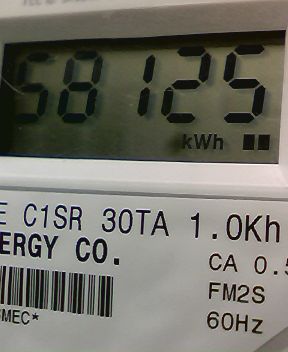 58125
kWh
E C1SR 30TA 1.0Kh
ERGY CO.
CA 0.5
FM2S
MEC*
60Hz